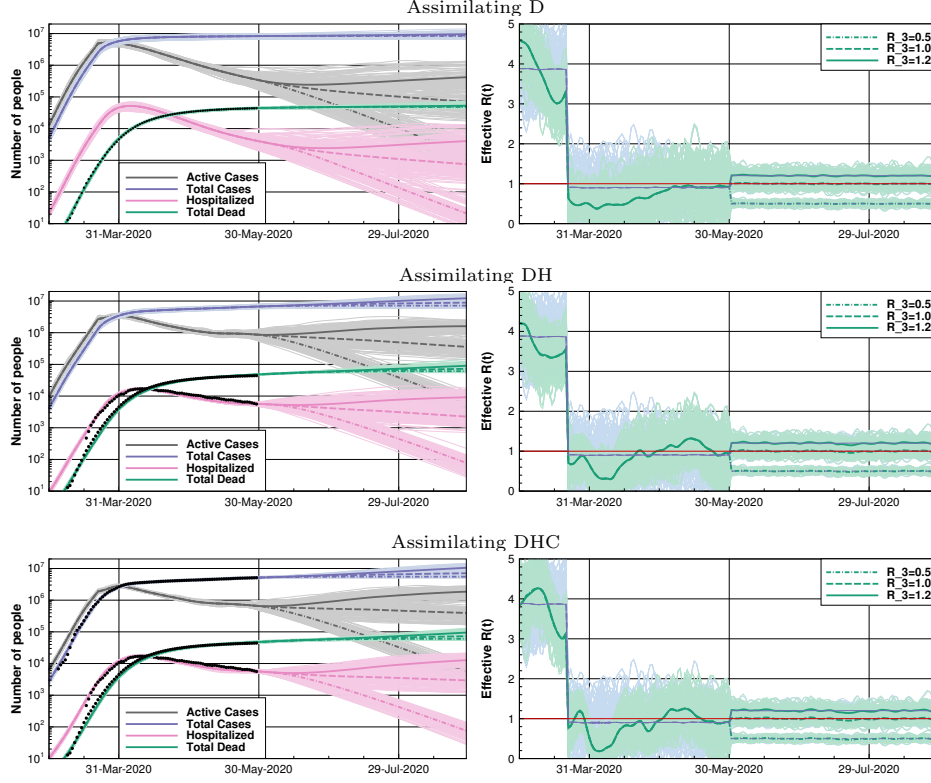 Assimilating D
Number of people
10^7
10^6
10^5
10^4
10^3
10^2
10^1
Active Cases
Total Cases
Hospitalized
Total Dead
31-Mar-2020
30-May-2020
29-Jul-2020
Effective R(t)
5
4
3
2
1
0
R_3=0.5
R_3=1.0
R_3=1.2
31-Mar-2020
30-May-2020
29-Jul-2020
Assimilating DH
Number of people
10^7
10^6
10^5
10^4
10^3
10^2
10^1
Active Cases
Total Cases
Hospitalized
Total Dead
31-Mar-2020
30-May-2020
29-Jul-2020
Effective R(t)
5
4
3
2
1
0
R_3=0.5
R_3=1.0
R_3=1.2
31-Mar-2020
30-May-2020
29-Jul-2020
Assimilating DHC
Number of people
10^7
10^6
10^5
10^4
10^3
10^2
10^1
Active Cases
Total Cases
Hospitalized
Total Dead
31-Mar-2020
30-May-2020
29-Jul-2020
Effective R(t)
5
4
3
2
1
0
R_3=0.5
R_3=1.0
R_3=1.2
31-Mar-2020
30-May-2020
29-Jul-2020